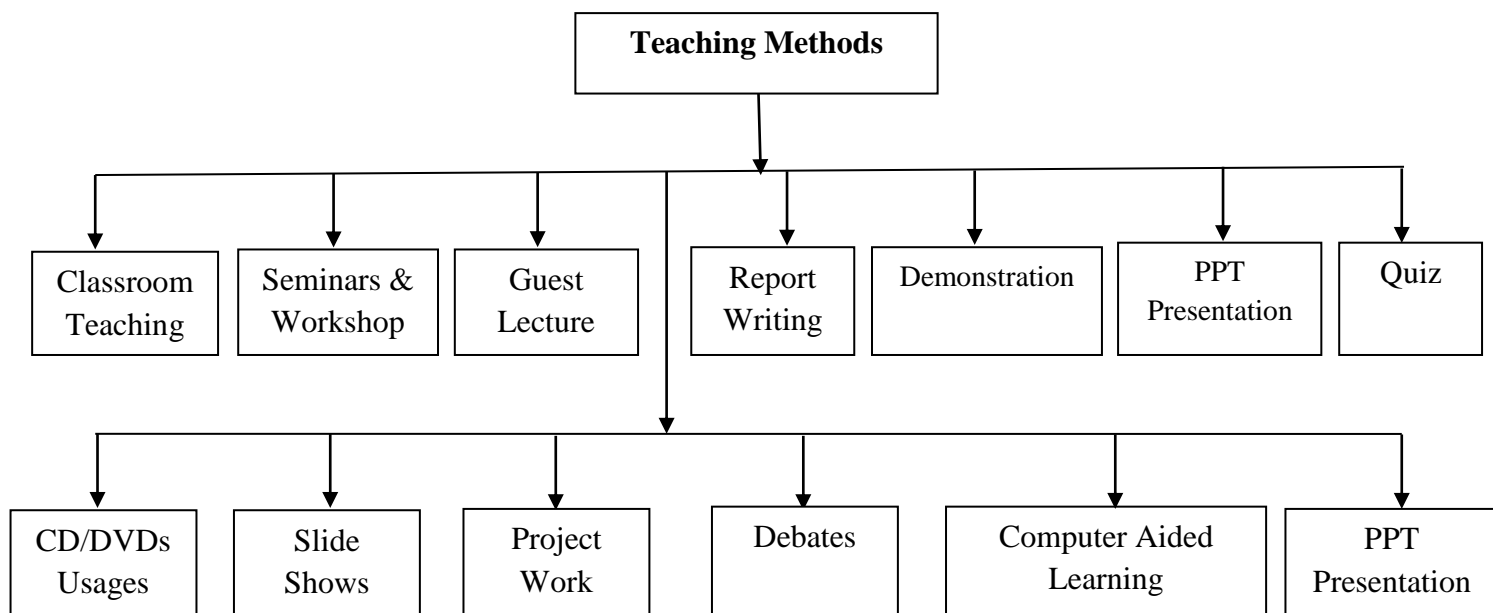 Teaching Methods
Classroom
Teaching
Seminars &
Workshop
Guest
Lecture
Report
Writing
Demonstration
PPT
Presentation
Quiz
CD/DVDs
Usages
Slide
Shows
Project
Work
Debates
Computer Aided
Learning
PPT
Presentation